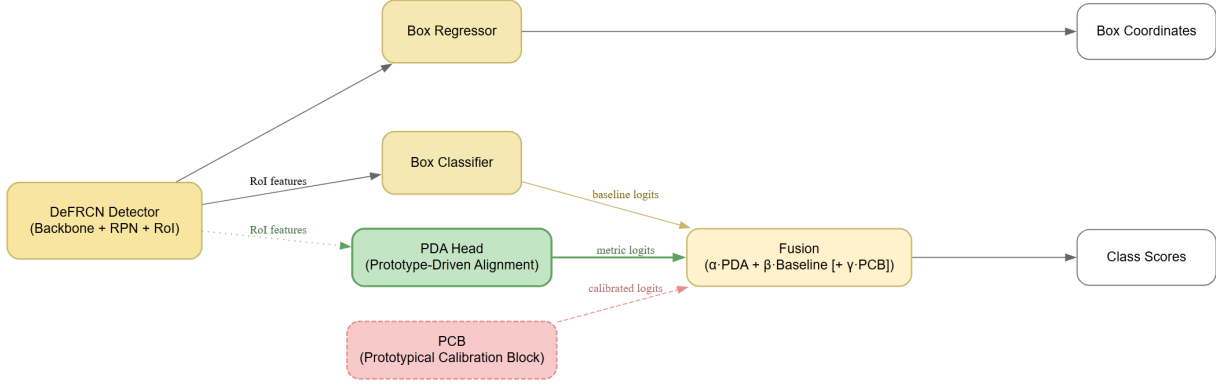 Box Regressor
Box Coordinates
Box Classifier
RoI features
baseline logits
DeFRCN Detector
(Backbone + RPN + RoI)
RoI features
PDA Head
(Prototype-Driven Alignment)
metric logits
Fusion
(α·PDA + β·Baseline [+ γ·PCB])
Class Scores
calibrated logits
PCB
(Prototypical Calibration Block)